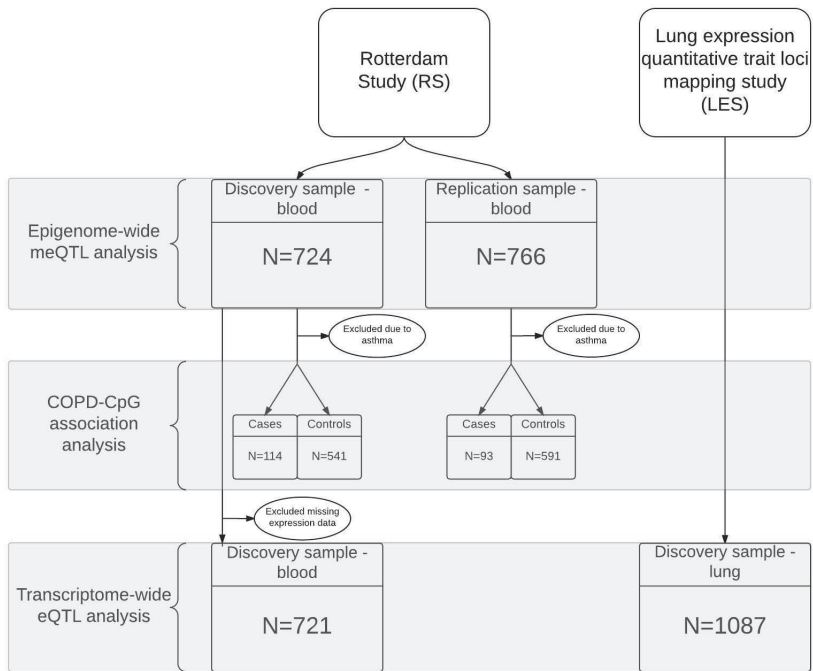 Rotterdam
Study (RS)
Lung expression
quantitative trait loci
mapping study
(LES)
Epigenome-wide
meQTL analysis
Discovery sample -
blood
N=724
Replication sample -
blood
N=766
Excluded due to
asthma
Excluded due to
asthma
COPD-CpG
association
analysis
Cases
Controls
N=114
N=541
Cases
Controls
N=93
N=591
Excluded missing
expression data
Transcriptome-wide
eQTL analysis
Discovery sample -
blood
N=721
Discovery sample -
lung
N=1087